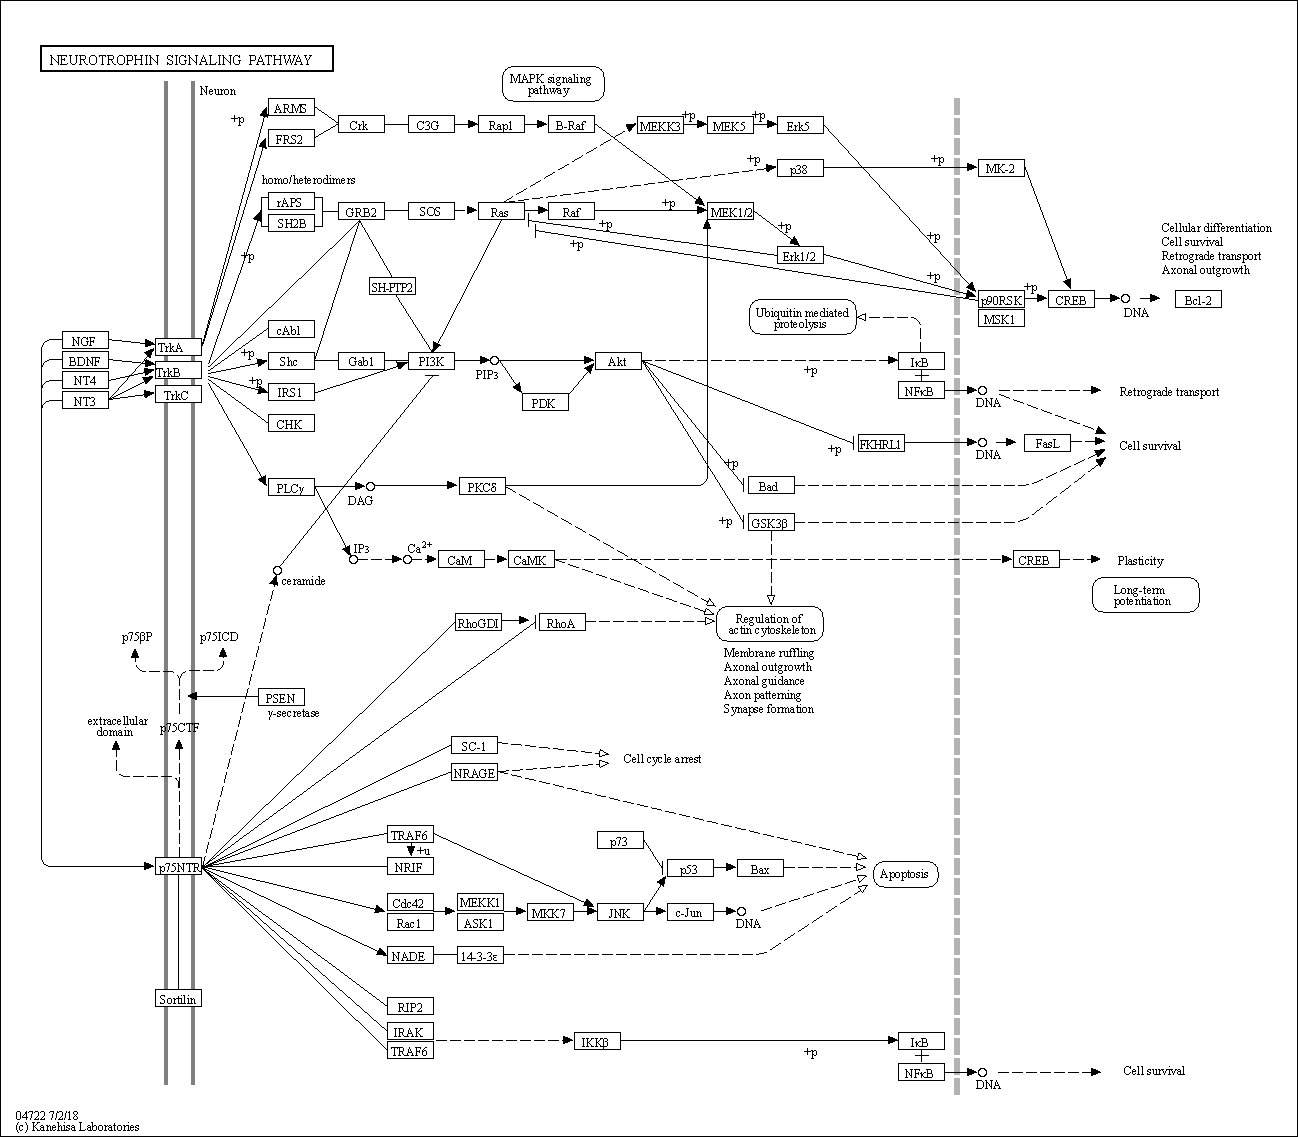 NEUROTROPHIN SIGNALING PATHWAY
Neuron
MAPK signaling
pathway
+p
ARMS
FRS2
Crk
C3G
Rap1
B-Raf
MEKK3
+p
MEK5
+p
Erk5
+p
p38
+p
MK-2
homo/heterodimers
rAPS
SH2B
GRB2
SOS
Ras
Raf
+p
MEK1/2
+p
+p
+p
Erk1/2
+p
+p
+p
p90RSK
MSK1
+p
CREB
DNA
Bcl-2
Cellular differentiation
Cell survival
Retrograde transport
Axonal outgrowth
SH-PTP2
Ubiquitin mediated
proteolysis
NGF
BDNF
NT4
NT3
TrkA
TrkB
TrkC
cAbl
+p
Shc
Gab1
PI3K
PIP3
Akt
+p
IκB
+p
IRS1
PDK
NFκB
DNA
Retrograde transport
CHK
+p
FKHRL1
DNA
FasL
Cell survival
PLCγ
DAG
PKCδ
+p
Bad
+p
GSK3β
IP3
Ca2+
CaM
CaMK
CREB
Plasticity
ceramide
Long-term
potentiation
RhoGDI
RhoA
Regulation of
actin cytoskeleton
Membrane ruffling
Axonal outgrowth
Axonal guidance
Axon patterning
Synapse formation
p75βP
p75ICD
PSEN
γ-secretase
extracellular
domain
p75CTF
SC-1
NRAGE
Cell cycle arrest
TRAF6
+u
NRIF
p73
p53
Bax
Apoptosis
p75NTR
Cdc42
Rac1
MEKK1
ASK1
MKK7
JNK
c-Jun
DNA
NADE
14-3-3ε
Sortilin
RIP2
IRAK
TRAF6
IKKβ
+p
IκB
NFκB
DNA
Cell survival
04722 7/2/18
(c) Kanehisa Laboratories